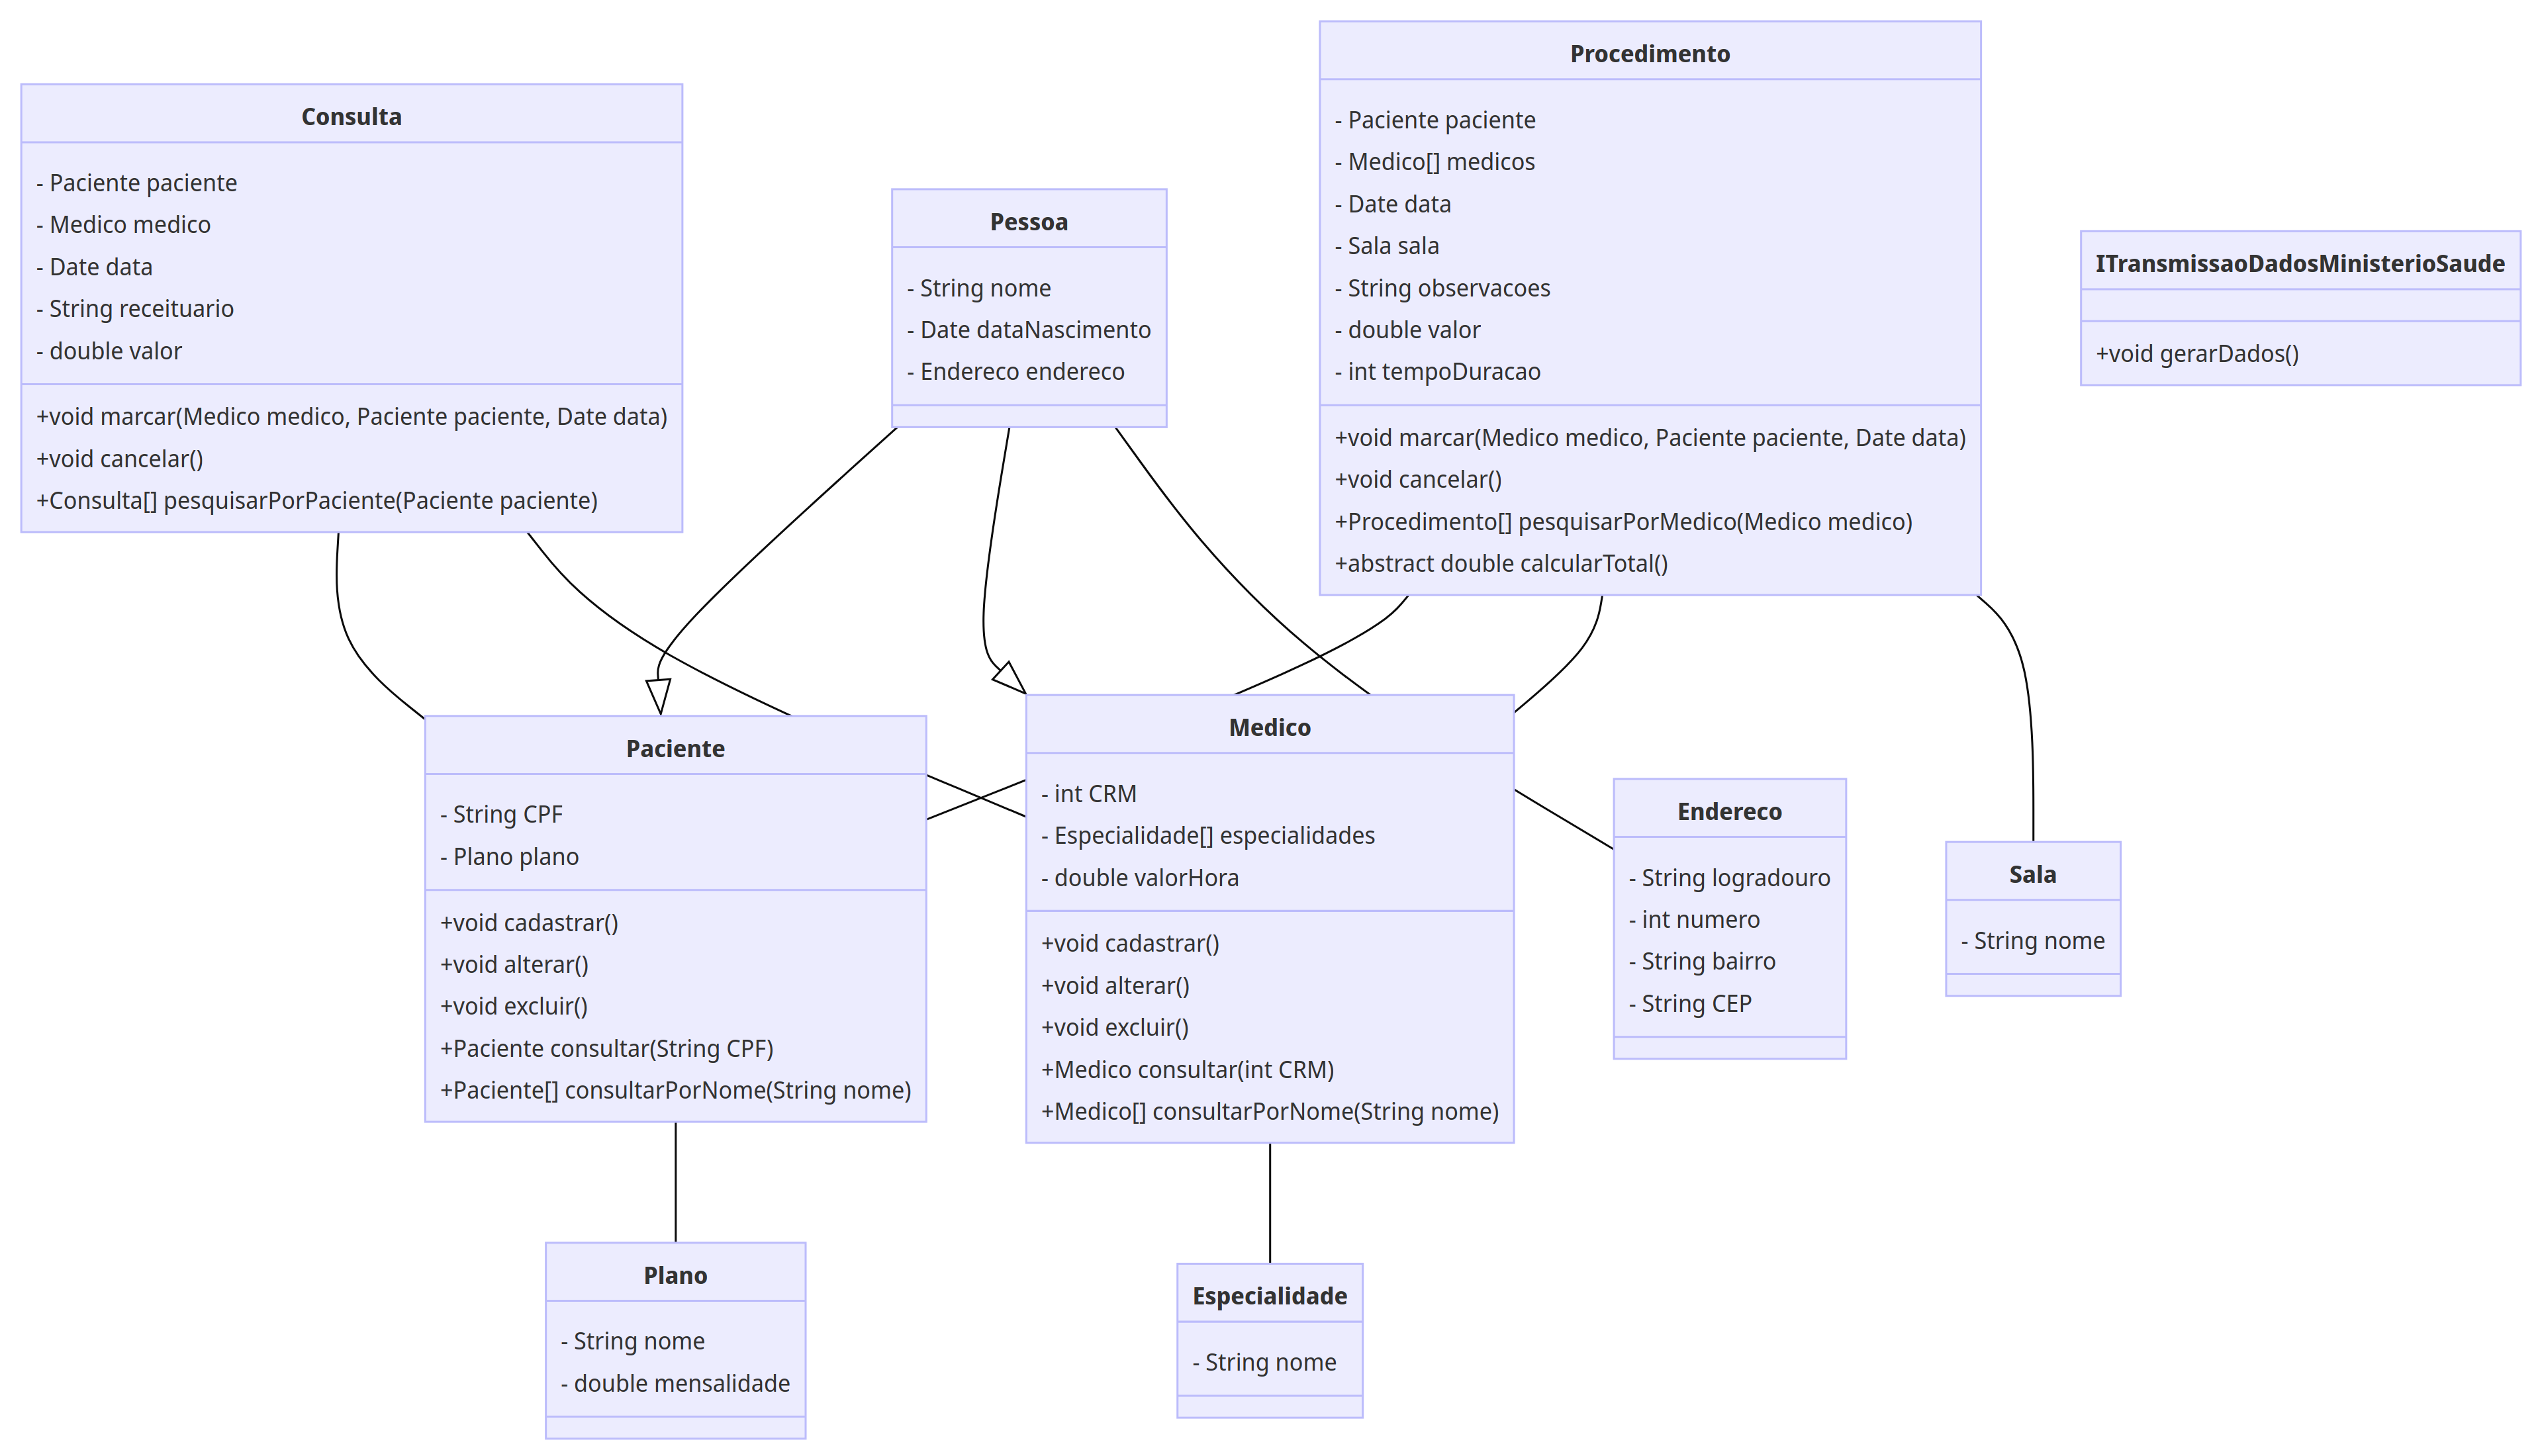 Consulta
- Paciente paciente
- Medico medico
- Date data
- String receituario
- double valor
+void marcar(Medico medico, Paciente paciente, Date data)
+void cancelar()
+Consulta[] pesquisarPorPaciente(Paciente paciente)
Pessoa
- String nome
- Date dataNascimento
- Endereco endereco
Procedimento
- Paciente paciente
- Medico[] medicos
- Date data
- Sala sala
- String observacoes
- double valor
- int tempoDuracao
+void marcar(Medico medico, Paciente paciente, Date data)
+void cancelar()
+Procedimento[] pesquisarPorMedico(Medico medico)
+abstract double calcularTotal()
ITransmissaoDadosMinisterioSaude
+void gerarDados()
Paciente
- String CPF
- Plano plano
+void cadastrar()
+void alterar()
+void excluir()
+Paciente consultar(String CPF)
+Paciente[] consultarPorNome(String nome)
Medico
- int CRM
- Especialidade[] especialidades
- double valorHora
+void cadastrar()
+void alterar()
+void excluir()
+Medico consultar(int CRM)
+Medico[] consultarPorNome(String nome)
Endereco
- String logradouro
- int numero
- String bairro
- String CEP
Sala
- String nome
Plano
- String nome
- double mensalidade
Especialidade
- String nome